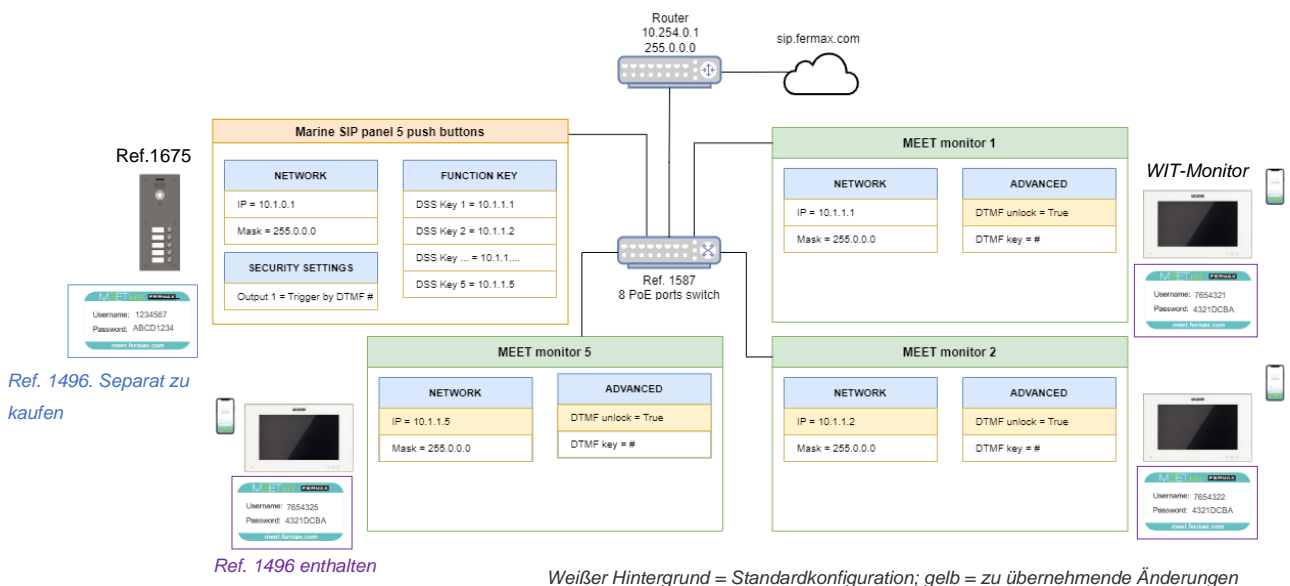 Router
10.254.0.1
255.0.0.0
sip.fermax.com
Marine SIP panel 5 push buttons
Ref.1675
NETWORK
IP = 10.1.0.1
Mask = 255.0.0.0
SECURITY SETTINGS
Output 1 = Trigger by DTMF #
FUNCTION KEY
DSS Key 1 = 10.1.1.1
DSS Key 2 = 10.1.1.2
DSS Key ... = 10.1.1....
DSS Key 5 = 10.1.1.5
FERMAX
Username: 1234567
Password: ABCD1234
meet.fermax.com
Ref. 1496. Separat zu
kaufen
Ref. 1587
8 PoE ports switch
MEET monitor 1
NETWORK
IP = 10.1.1.1
Mask = 255.0.0.0
ADVANCED
DTMF unlock = True
DTMF key = #
WIT-Monitor
FERMAX
Username: 7654321
Password: 4321DCBA
meet.fermax.com
MEET monitor 5
NETWORK
IP = 10.1.1.5
Mask = 255.0.0.0
ADVANCED
DTMF unlock = True
DTMF key = #
FERMAX
Username: 7654325
Password: 4321DCBA
meet.fermax.com
Ref. 1496 enthalten
MEET monitor 2
NETWORK
IP = 10.1.1.2
Mask = 255.0.0.0
ADVANCED
DTMF unlock = True
DTMF key = #
FERMAX
Username: 7654322
Password: 4321DCBA
meet.fermax.com
Weißer Hintergrund = Standardkonfiguration; gelb = zu übernehmende Änderungen